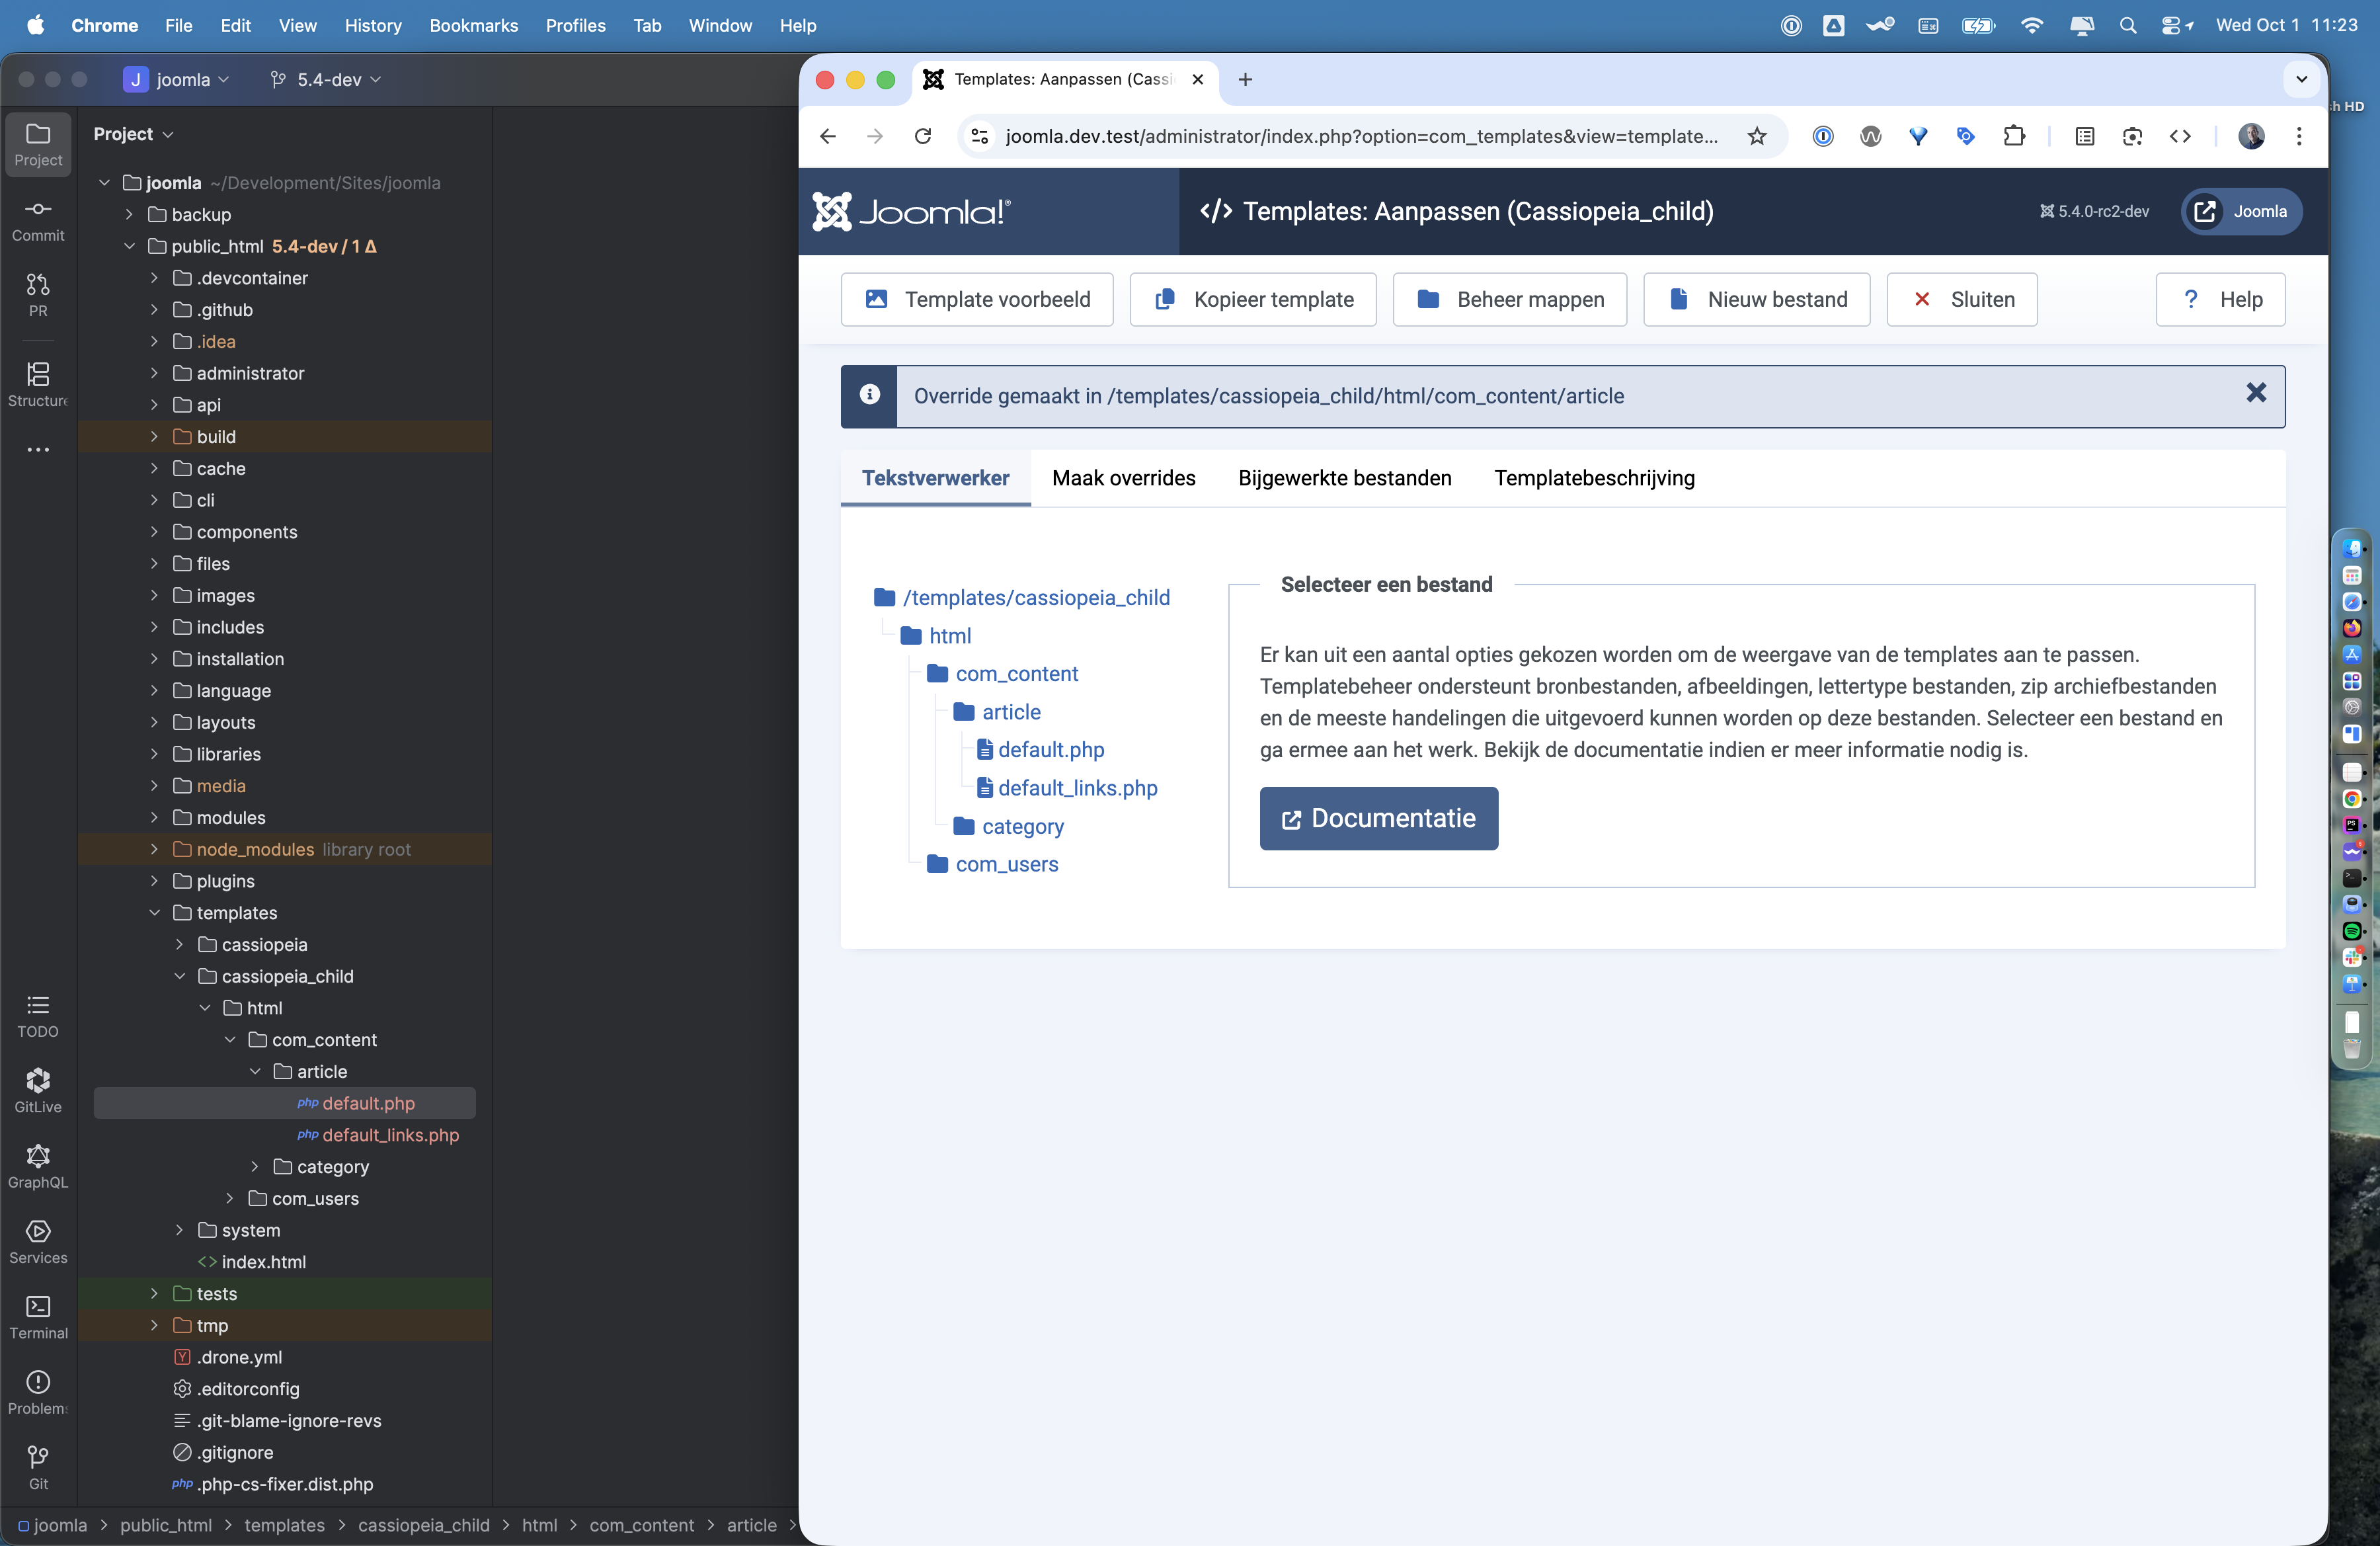 Chrome File Edit View History Bookmarks Profiles Tab Window Help Wed Oct 1 11:23
J joomla 5.4-dev
Project
Commit
PR
Structure
TODO
GitLive
GraphQL
Services
Terminal
Problem
Git
Project
joomla ~/Development/Sites/joomla
backup
public_html 5.4-dev / 1 Δ
.devcontainer
.github
.idea
administrator
api
build
cache
cli
components
files
images
includes
installation
language
layouts
libraries
media
modules
node_modules library root
plugins
templates
cassiopeia
cassiopeia_child
html
com_content
article
php default.php
php default_links.php
category
com_users
system
<> index.html
tests
tmp
Y .drone.yml
.editorconfig
.git-blame-ignore-revs
.gitignore
php .php-cs-fixer.dist.php
joomla > public_html > templates > cassiopeia_child > html > com_content > article >
Templates: Aanpassen (Cassi
joomla.dev.test/administrator/index.php?option=com_templates&view=template...
Joomla!®
</> Templates: Aanpassen (Cassiopeia_child)
5.4.0-rc2-dev
Joomla
Template voorbeeld
Kopieer template
Beheer mappen
Nieuw bestand
Sluiten
? Help
Override gemaakt in /templates/cassiopeia_child/html/com_content/article
Tekstverwerker Maak overrides Bijgewerkte bestanden Templatebeschrijving
/templates/cassiopeia_child
html
com_content
article
default.php
default_links.php
category
com_users
Selecteer een bestand
Er kan uit een aantal opties gekozen worden om de weergave van de templates aan te passen.
Templatebeheer ondersteunt bronbestanden, afbeeldingen, lettertype bestanden, zip archiefbestanden
en de meeste handelingen die uitgevoerd kunnen worden op deze bestanden. Selecteer een bestand en
ga ermee aan het werk. Bekijk de documentatie indien er meer informatie nodig is.
Documentatie
sh HD